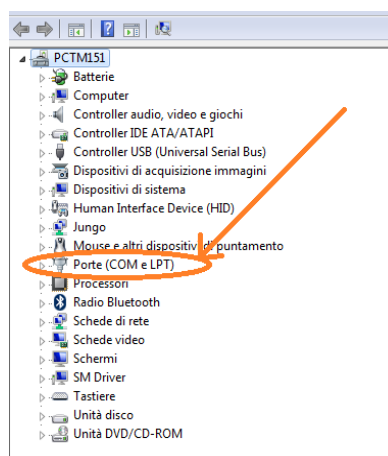 PCTM151
Batterie
Computer
Controller audio, video e giochi
Controller IDE ATA/ATAPI
Controller USB (Universal Serial Bus)
Dispositivi di acquisizione immagini
Dispositivi di sistema
Human Interface Device (HID)
Jungo
Mouse e altri dispositivi di puntamento
Porte (COM e LPT)
Processori
Radio Bluetooth
Schede di rete
Schede video
Schermi
SM Driver
Tastiere
Unità disco
Unità DVD/CD-ROM